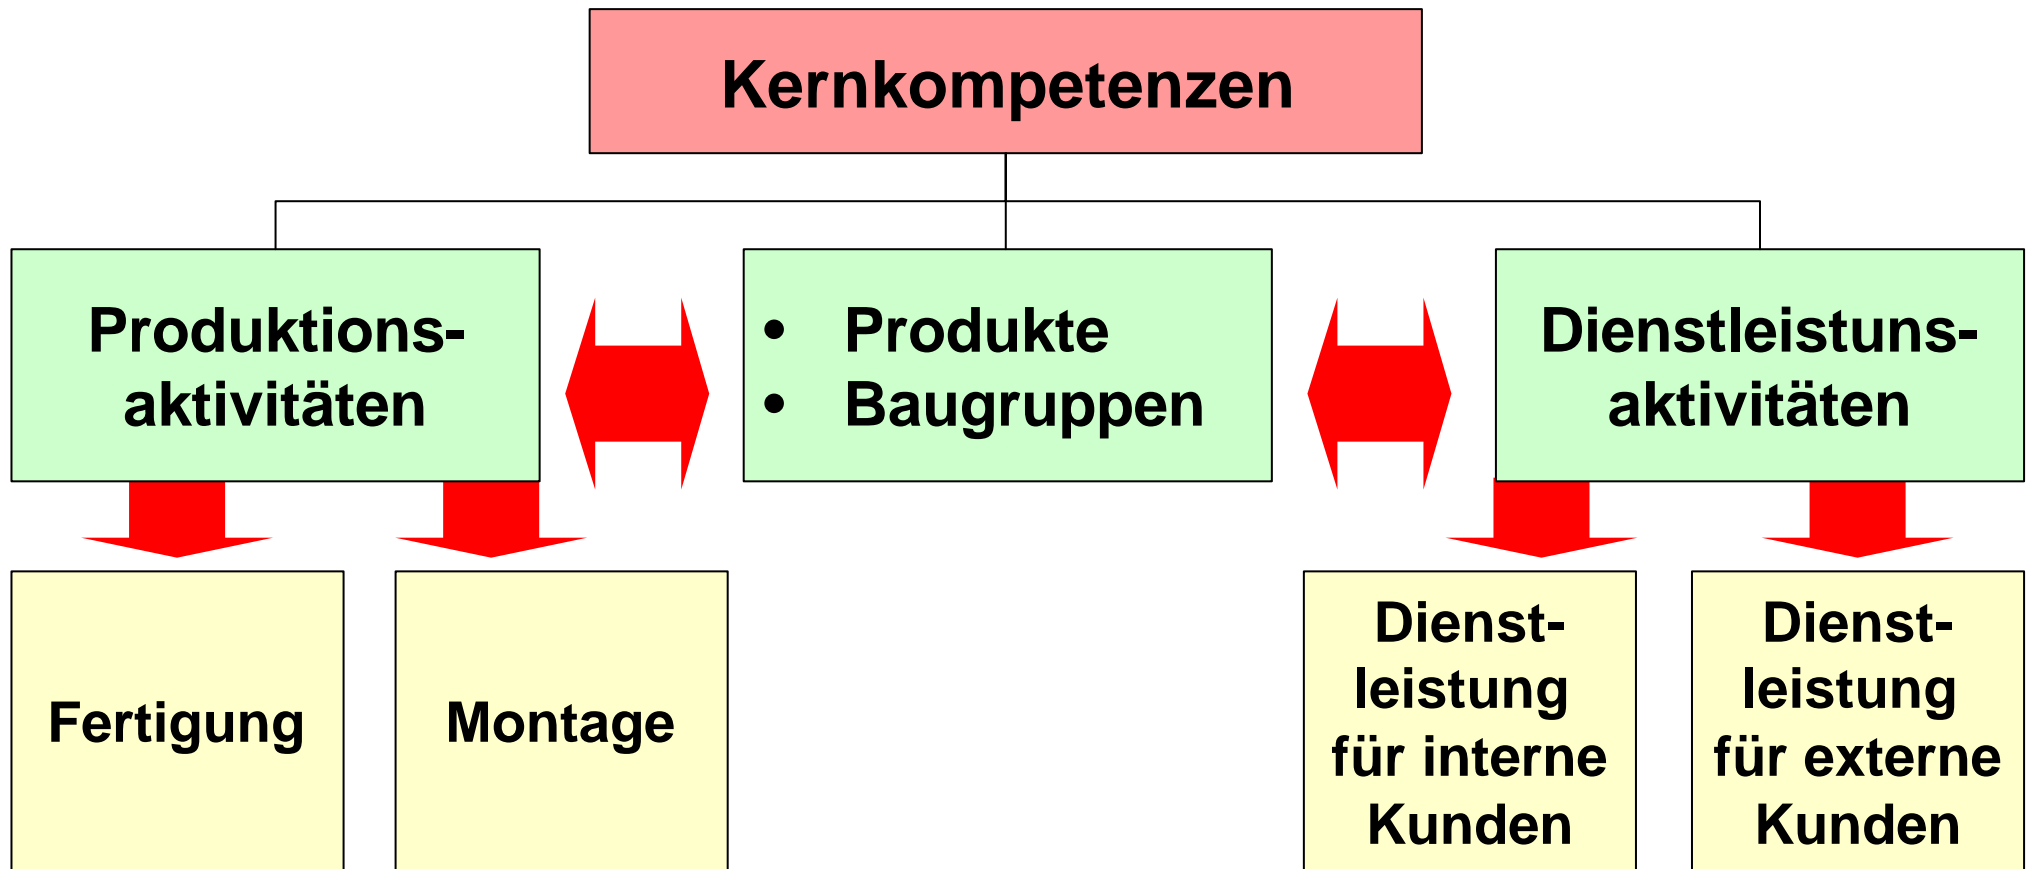 Kernkompetenzen
Produktions-
aktivitäten
• Produkte
• Baugruppen
Dienstleistuns-
aktivitäten
Fertigung
Montage
Dienst-
leistung
für interne
Kunden
Dienst-
leistung
für externe
Kunden